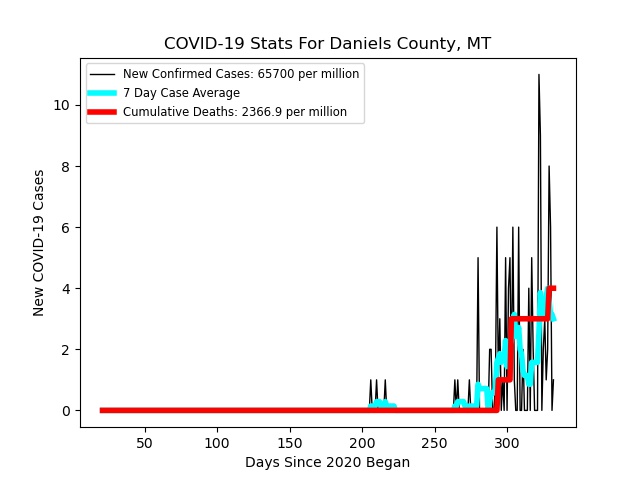 COVID-19 Stats For Daniels County, MT
New Confirmed Cases: 65700 per million
7 Day Case Average
Cumulative Deaths: 2366.9 per million
New COVID-19 Cases
10
8
6
4
2
0
50 100 150 200 250 300
Days Since 2020 Began